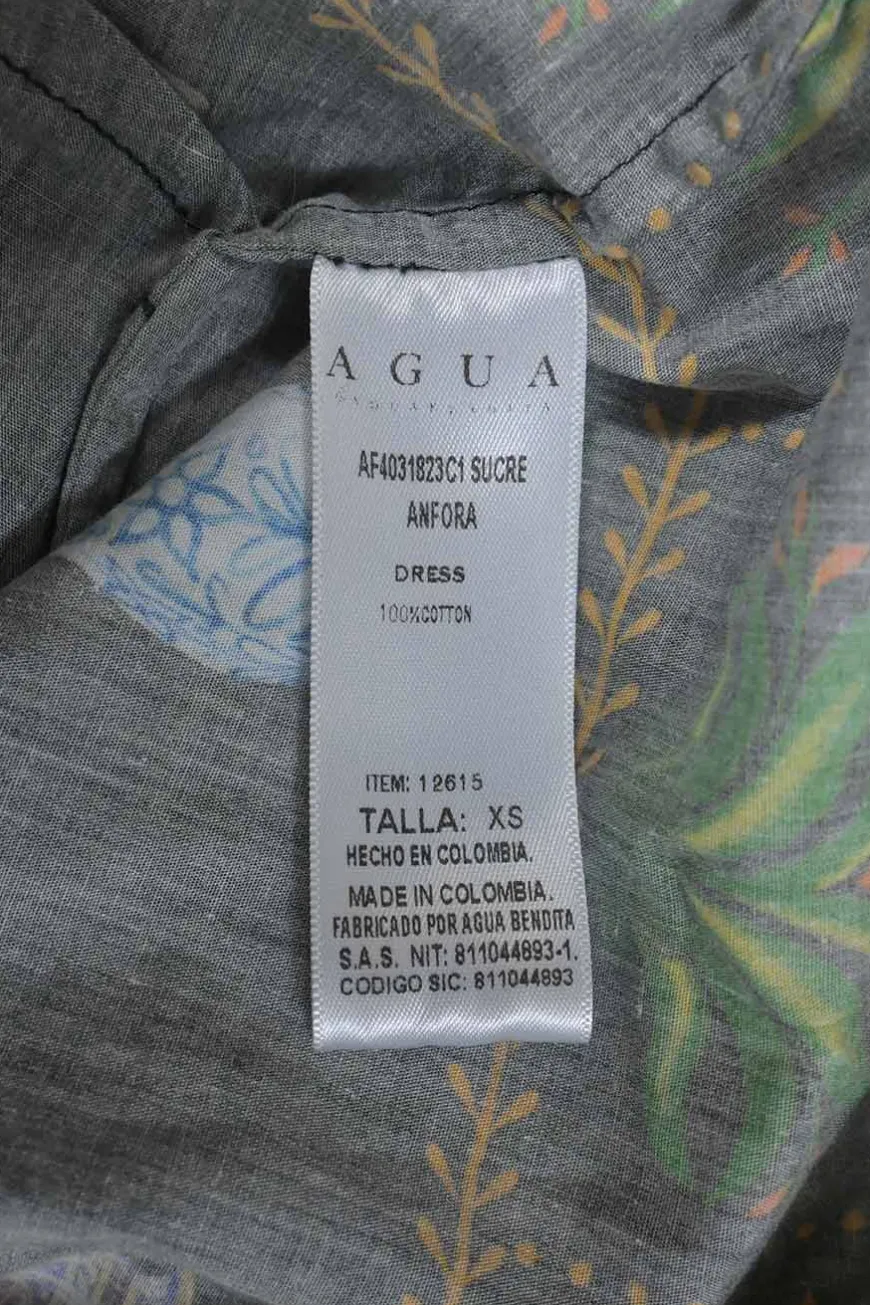 A G U A
AF4031823C1 SUCRE
ANFORA
DRESS
100%COTTON
ITEM: 12615
TALLA: XS
HECHO EN COLOMBIA.
MADE IN COLOMBIA.
FABRICADO POR AGUA BENDITA
S.A.S. NIT: 811044893-1.
CODIGO SIC: 811044893